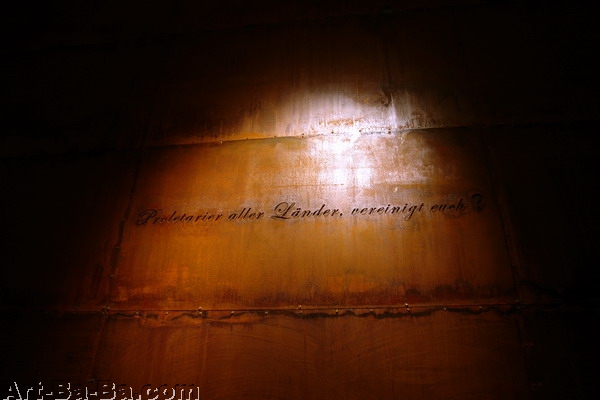 Proletarier aller Länder, vereinigt euch !
Art-Ba-Ba.com